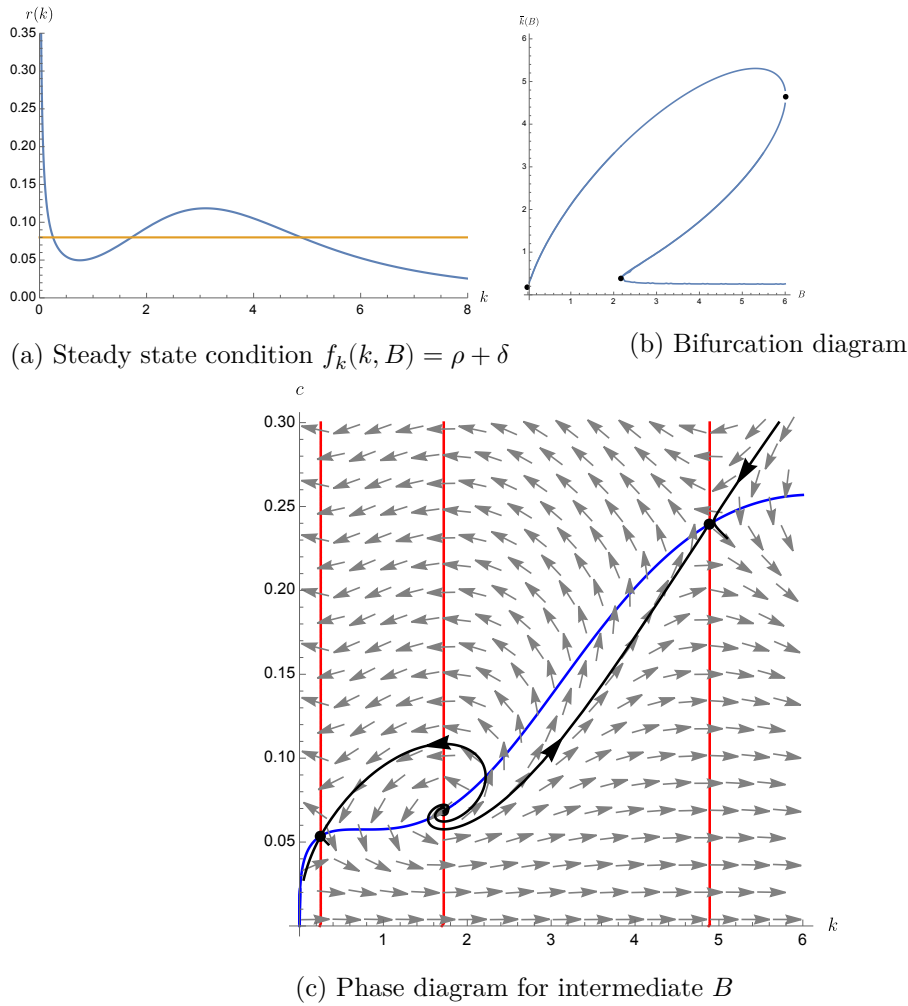 r(k)
0.35
0.30
0.25
0.20
0.15
0.10
0.05
0.00
0 2 4 6 8 k
(a) Steady state condition $f_k(k, B) = \rho + \delta$
k̄(B)
6
5
4
3
2
1
1 2 3 4 5 6
B
(b) Bifurcation diagram
c
0.30
0.25
0.20
0.15
0.10
0.05
1 2 3 4 5 6 k
(c) Phase diagram for intermediate B